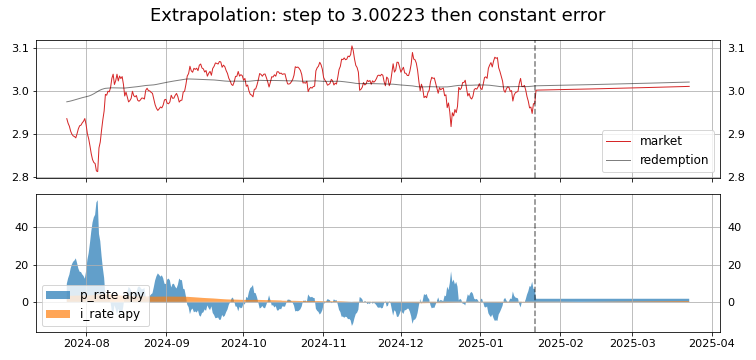 Extrapolation: step to 3.00223 then constant error
3.1 3.1
3.0 3.0
2.9 2.9
2.8 2.8
market
redemption
40 40
20 20
0 0
p_rate apy
i_rate apy
2024-08 2024-09 2024-10 2024-11 2024-12 2025-01 2025-02 2025-03 2025-04